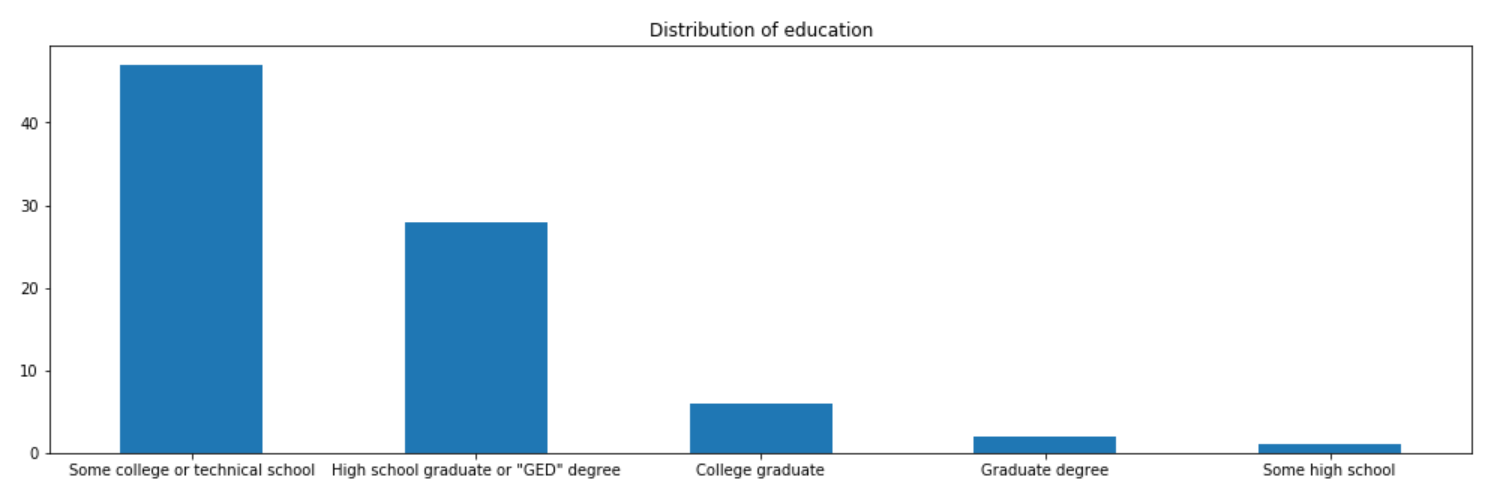 Distribution of education
40
30
20
10
0
Some college or technical school High school graduate or "GED" degree College graduate Graduate degree Some high school